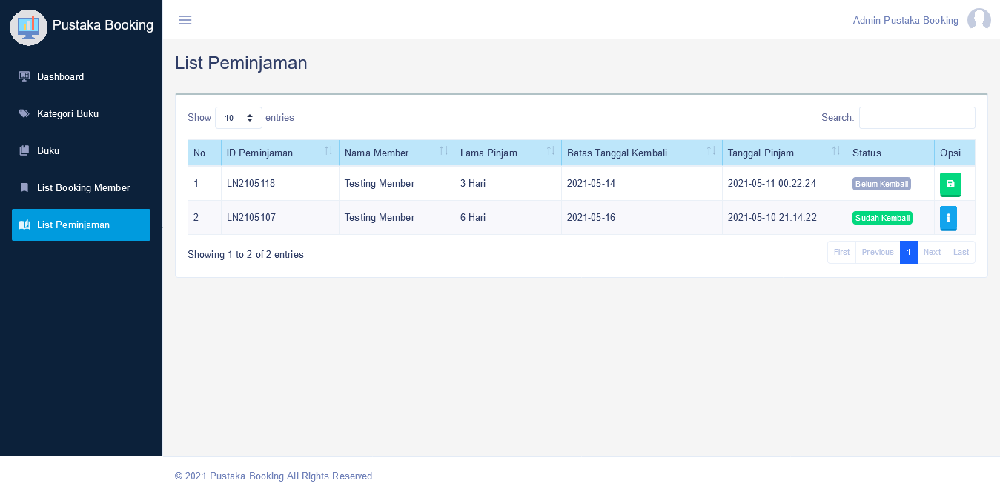 Pustaka Booking
Admin Pustaka Booking
Dashboard
Kategori Buku
Buku
List Booking Member
List Peminjaman
List Peminjaman
Show 10 entries
Search:
No. ID Peminjaman Nama Member Lama Pinjam Batas Tanggal Kembali Tanggal Pinjam Status Opsi
1 LN2105118 Testing Member 3 Hari 2021-05-14 2021-05-11 00:22:24 Belum Kembali
2 LN2105107 Testing Member 6 Hari 2021-05-16 2021-05-10 21:14:22 Sudah Kembali
Showing 1 to 2 of 2 entries
First Previous 1 Next Last
© 2021 Pustaka Booking All Rights Reserved.